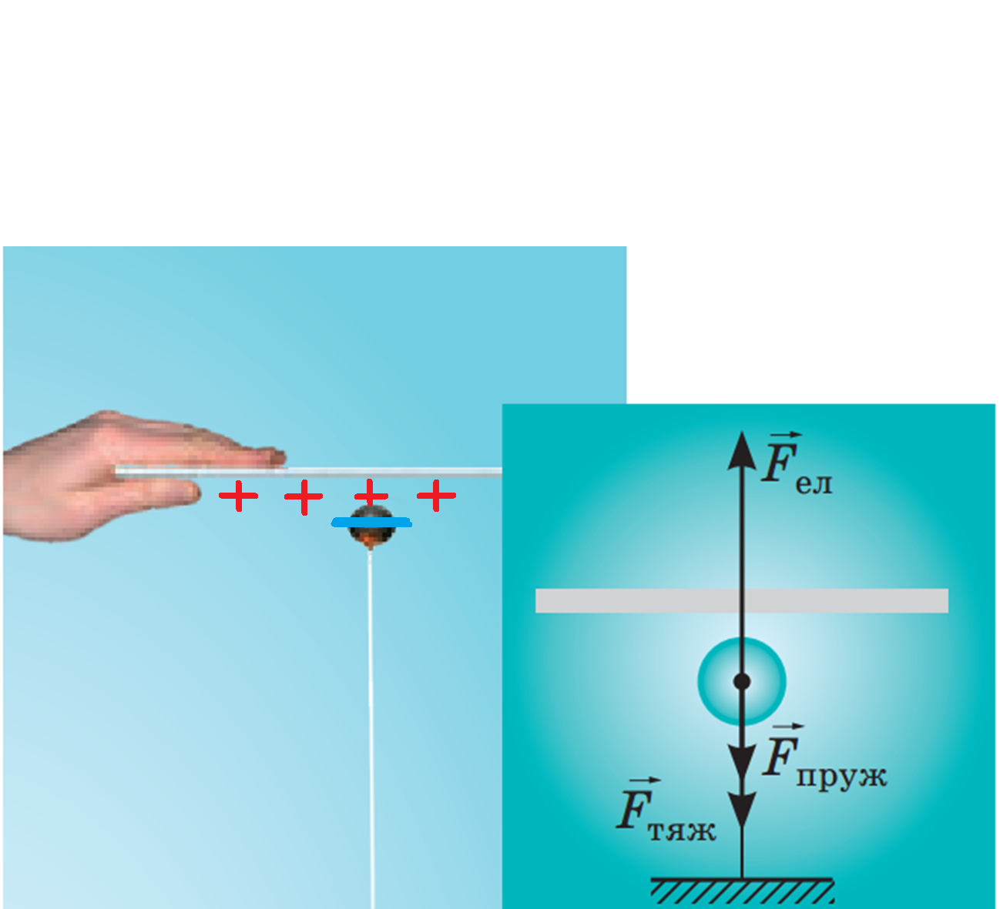 + + + +
F ел
F пруж
F тяж